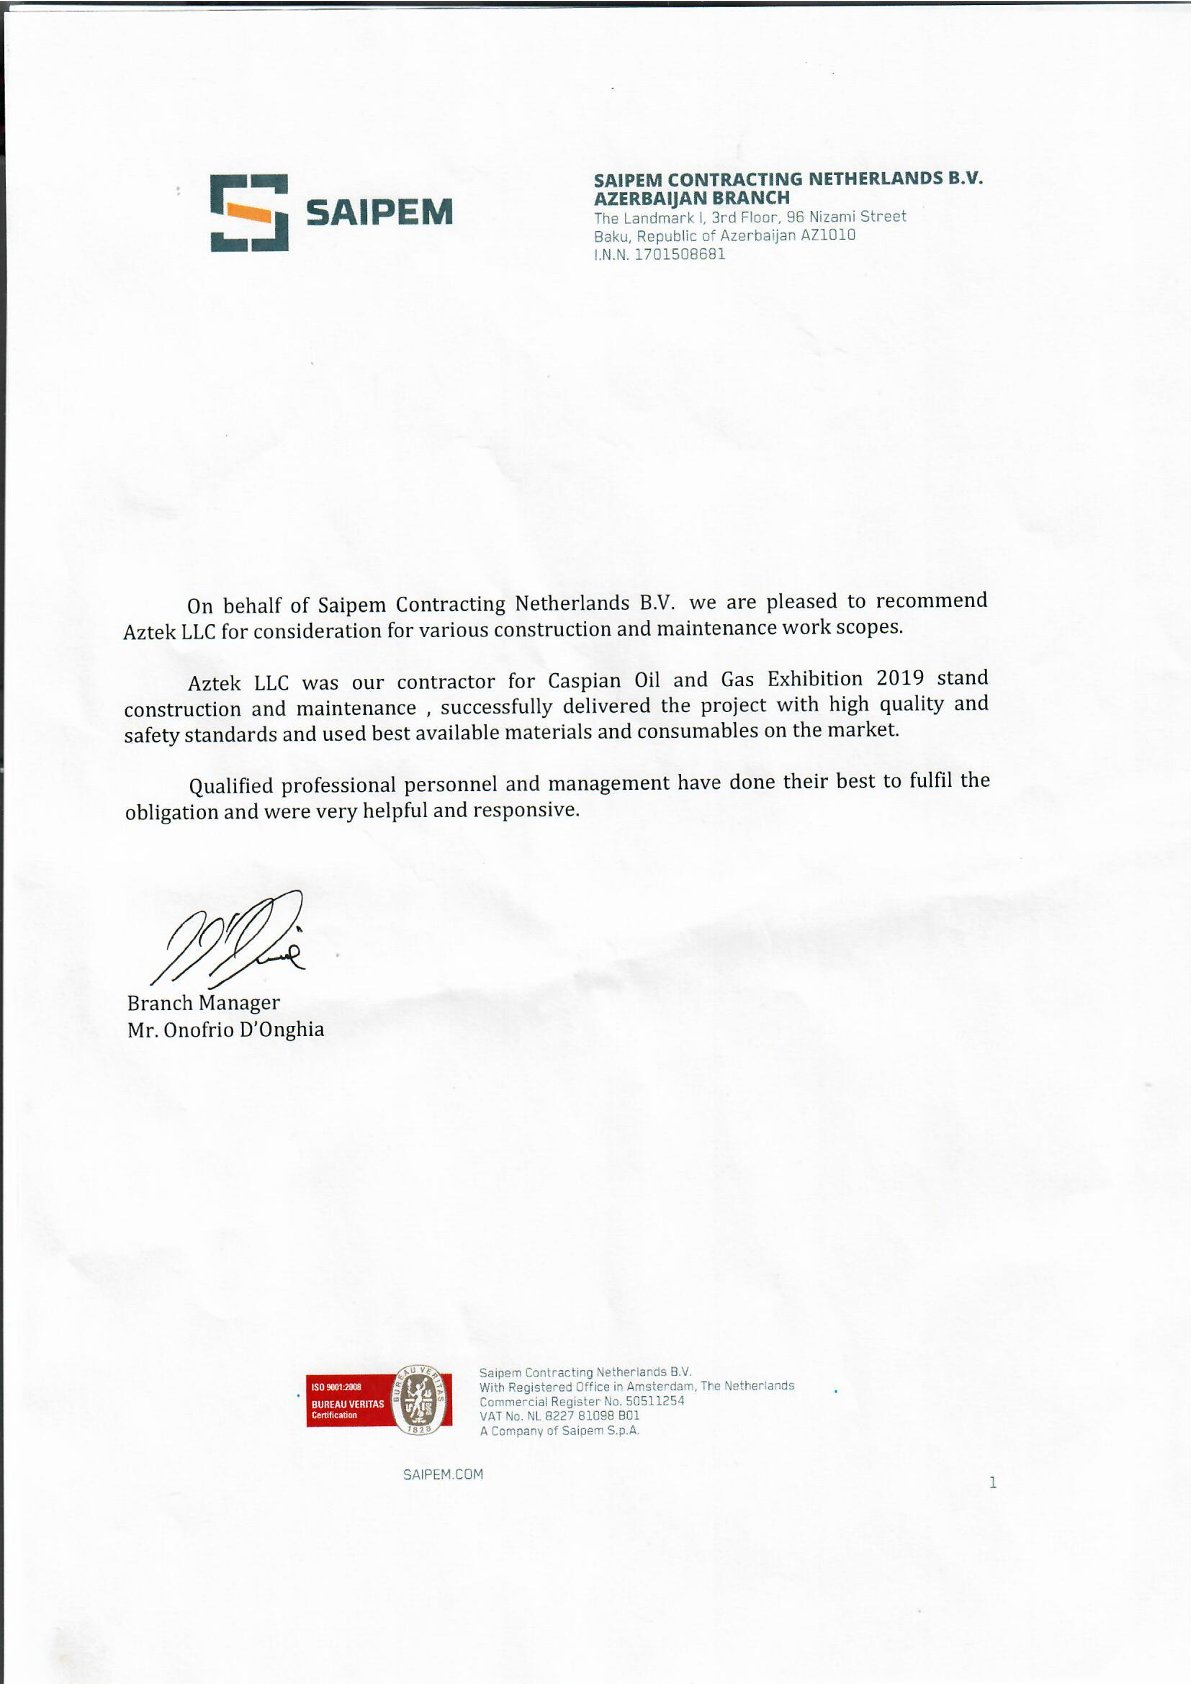 SAIPEM
SAIPEM CONTRACTING NETHERLANDS B.V.
AZERBAIJAN BRANCH
The Landmark I, 3rd Floor, 96 Nizami Street
Baku, Republic of Azerbaijan AZ1010
I.N.N. 1701508681
On behalf of Saipem Contracting Netherlands B.V. we are pleased to recommend
Aztek LLC for consideration for various construction and maintenance work scopes.
Aztek LLC was our contractor for Caspian Oil and Gas Exhibition 2019 stand
construction and maintenance , successfully delivered the project with high quality and
safety standards and used best available materials and consumables on the market.
Qualified professional personnel and management have done their best to fulfil the
obligation and were very helpful and responsive.
Branch Manager
Mr. Onofrio D'Onghia
ISO 9001:2008
BUREAU VERITAS
Certification
BUREAU VERITAS
1828
Saipem Contracting Netherlands B.V.
With Registered Office in Amsterdam, The Netherlands
Commercial Register No. 50511254
VAT No. NL 8227 81098 B01
A Company of Saipem S.p.A.
SAIPEM.COM
1